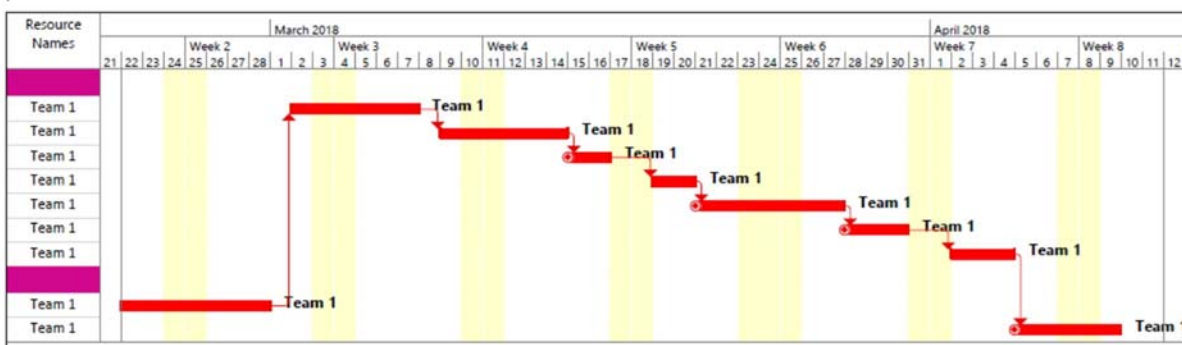 Resource Names
March 2018 April 2018
Week 2 Week 3 Week 4 Week 5 Week 6 Week 7 Week 8
21 22 23 24 25 26 27 28 1 2 3 4 5 6 7 8 9 10 11 12 13 14 15 16 17 18 19 20 21 22 23 24 25 26 27 28 29 30 31 1 2 3 4 5 6 7 8 9 10 11 12
Team 1 Team 1
Team 1 Team 1
Team 1 Team 1
Team 1 Team 1
Team 1 Team 1
Team 1 Team 1
Team 1 Team 1
Team 1 Team 1
Team 1 Team 1